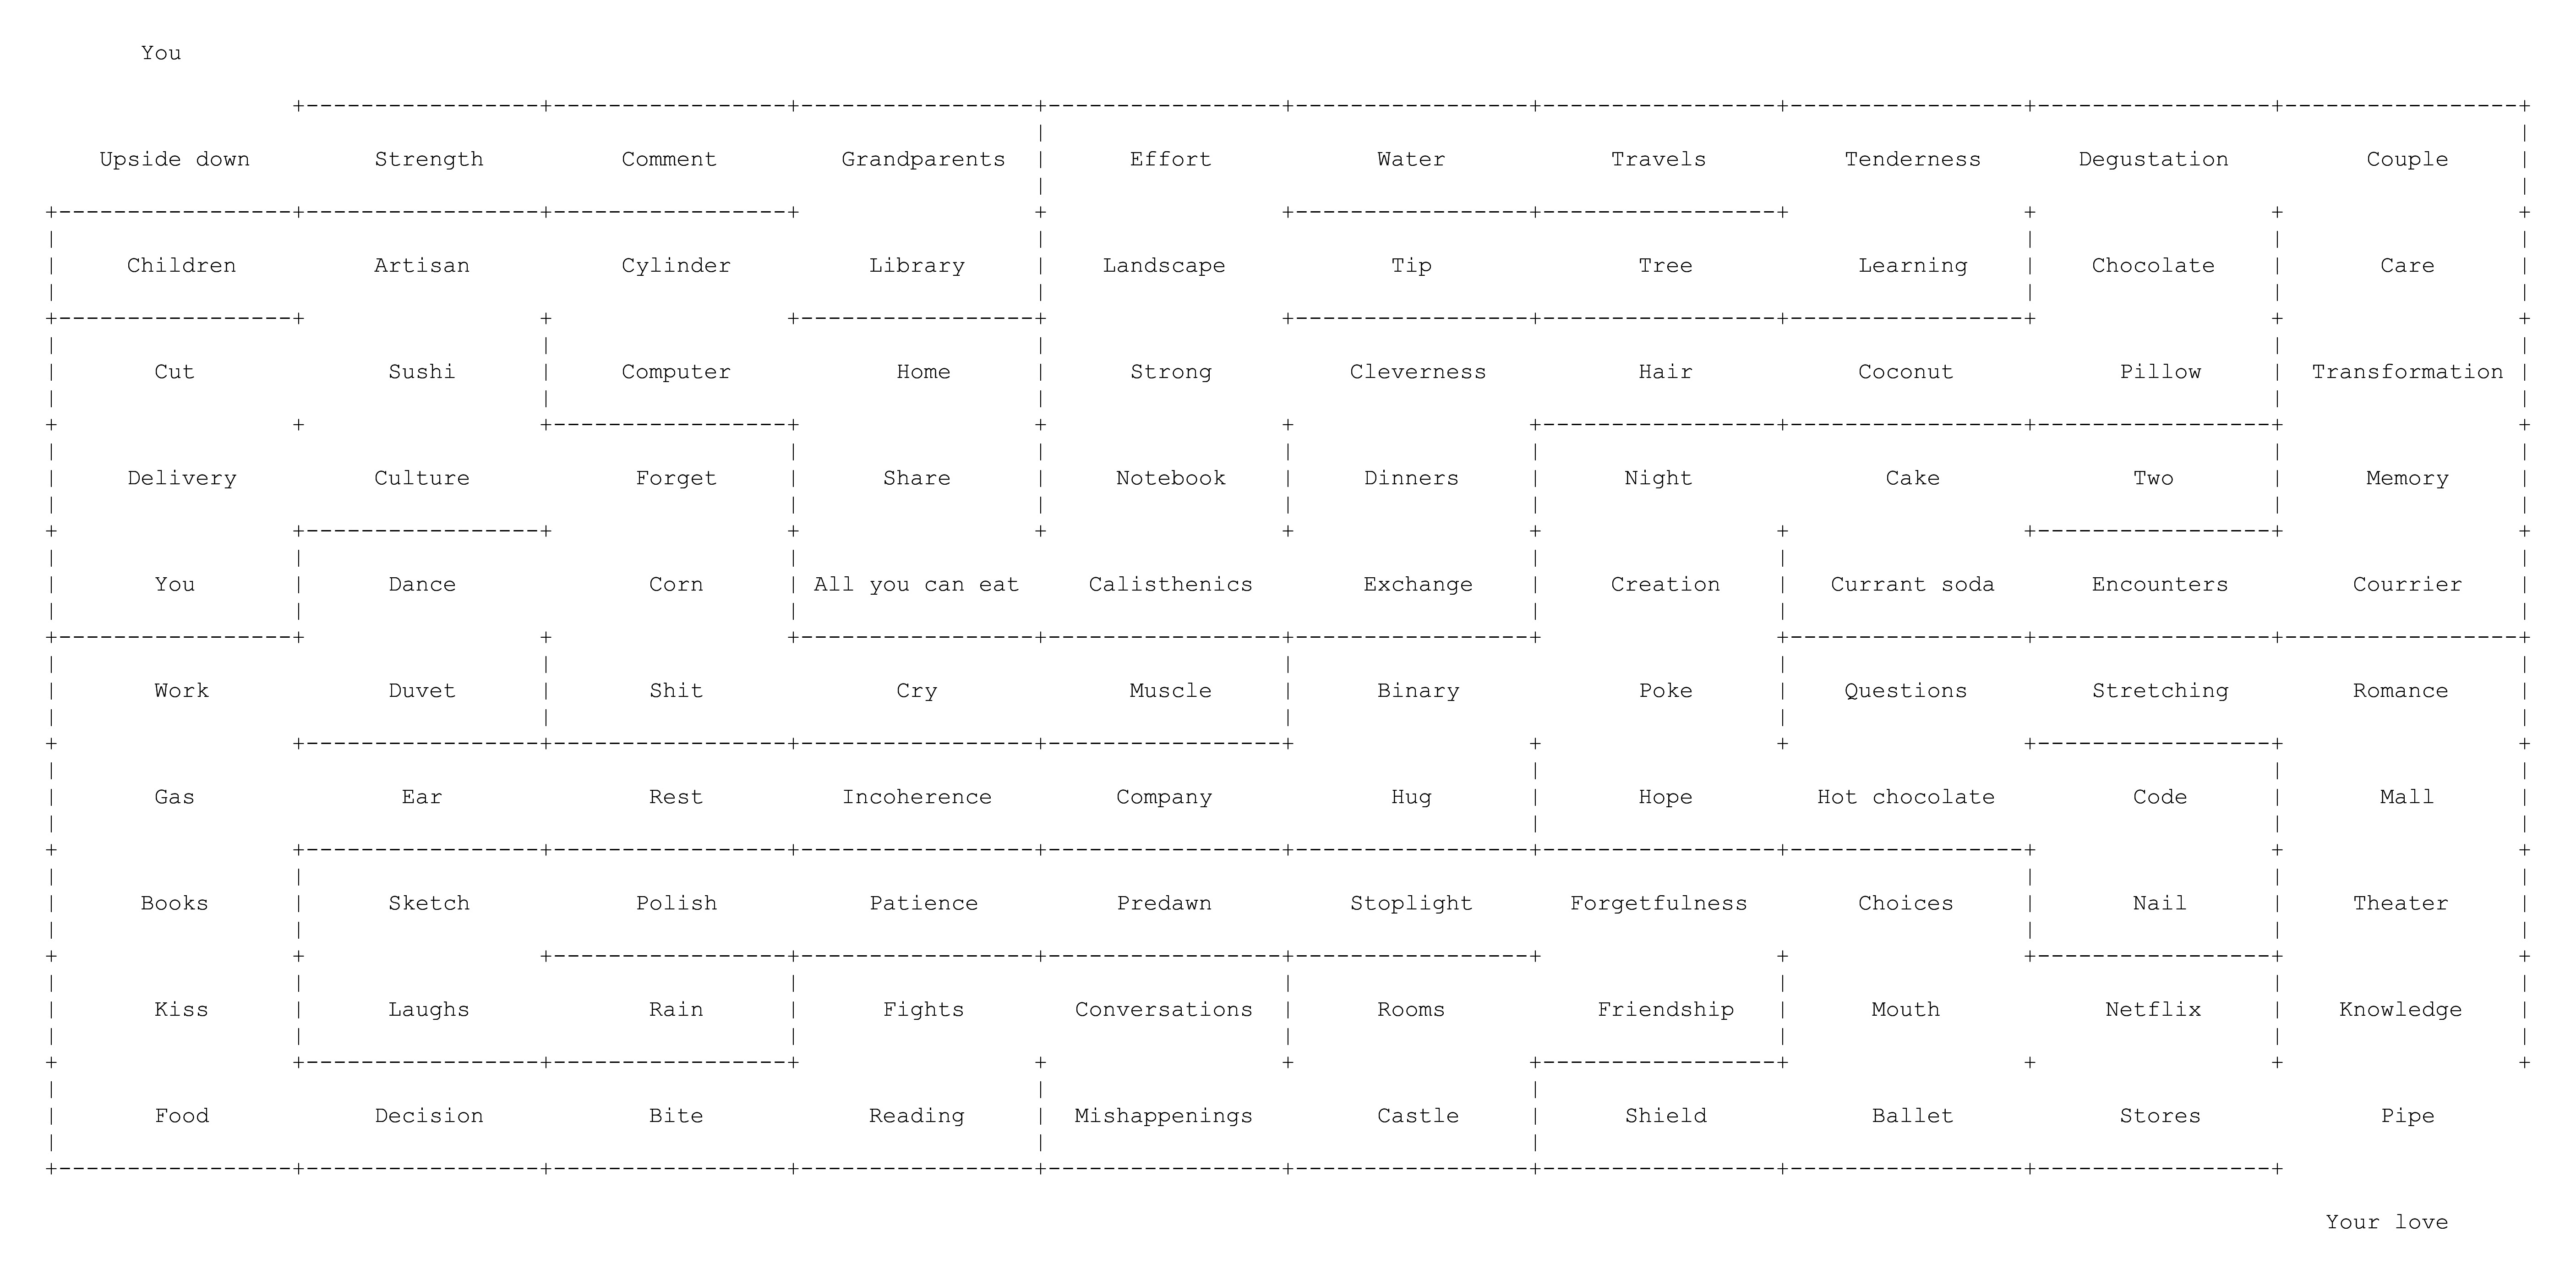 You
Upside down Strength Comment Grandparents Effort Water Travels Tenderness Degustation Couple
Children Artisan Cylinder Library Landscape Tip Tree Learning Chocolate Care
Cut Sushi Computer Home Strong Cleverness Hair Coconut Pillow Transformation
Delivery Culture Forget Share Notebook Dinners Night Cake Two Memory
You Dance Corn All you can eat Calisthenics Exchange Creation Currant soda Encounters Courrier
Work Duvet Shit Cry Muscle Binary Poke Questions Stretching Romance
Gas Ear Rest Incoherence Company Hug Hope Hot chocolate Code Mall
Books Sketch Polish Patience Predawn Stoplight Forgetfulness Choices Nail Theater
Kiss Laughs Rain Fights Conversations Rooms Friendship Mouth Netflix Knowledge
Food Decision Bite Reading Mishappenings Castle Shield Ballet Stores Pipe
Your love